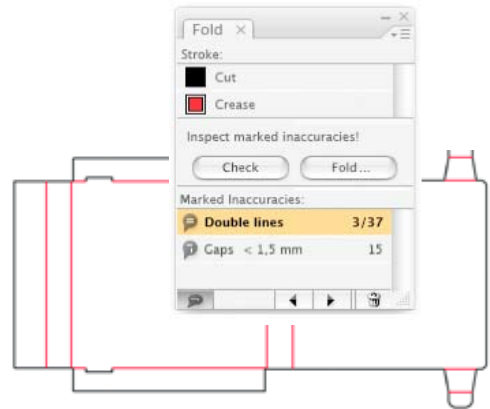 Fold
Stroke:
Cut
Crease
Inspect marked inaccuracies!
Check Fold ...
Marked Inaccuracies:
Double lines 3/37
Gaps < 1,5 mm 15